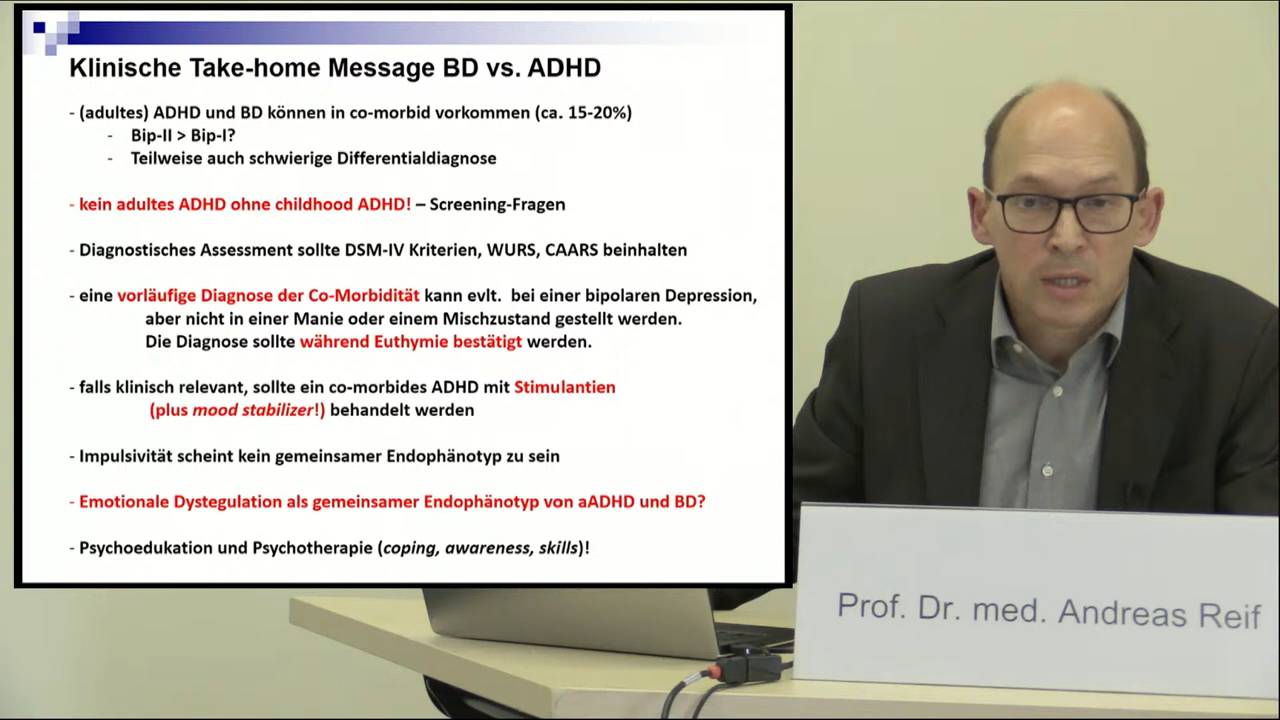 Klinische Take-home Message BD vs. ADHD
- (adultes) ADHD und BD können in co-morbid vorkommen (ca. 15-20%)
- Bip-II > Bip-I?
- Teilweise auch schwierige Differentialdiagnose
- kein adultes ADHD ohne childhood ADHD! – Screening-Fragen
- Diagnostisches Assessment sollte DSM-IV Kriterien, WURS, CAARS beinhalten
- eine vorläufige Diagnose der Co-Morbidität kann evlt. bei einer bipolaren Depression,
aber nicht in einer Manie oder einem Mischzustand gestellt werden.
Die Diagnose sollte während Euthymie bestätigt werden.
- falls klinisch relevant, sollte ein co-morbides ADHD mit Stimulantien
(plus mood stabilizer!) behandelt werden
- Impulsivität scheint kein gemeinsamer Endophänotyp zu sein
- Emotionale Dystegulation als gemeinsamer Endophänotyp von aADHD und BD?
- Psychoedukation und Psychotherapie (coping, awareness, skills)!
Prof. Dr. med. Andreas Reif